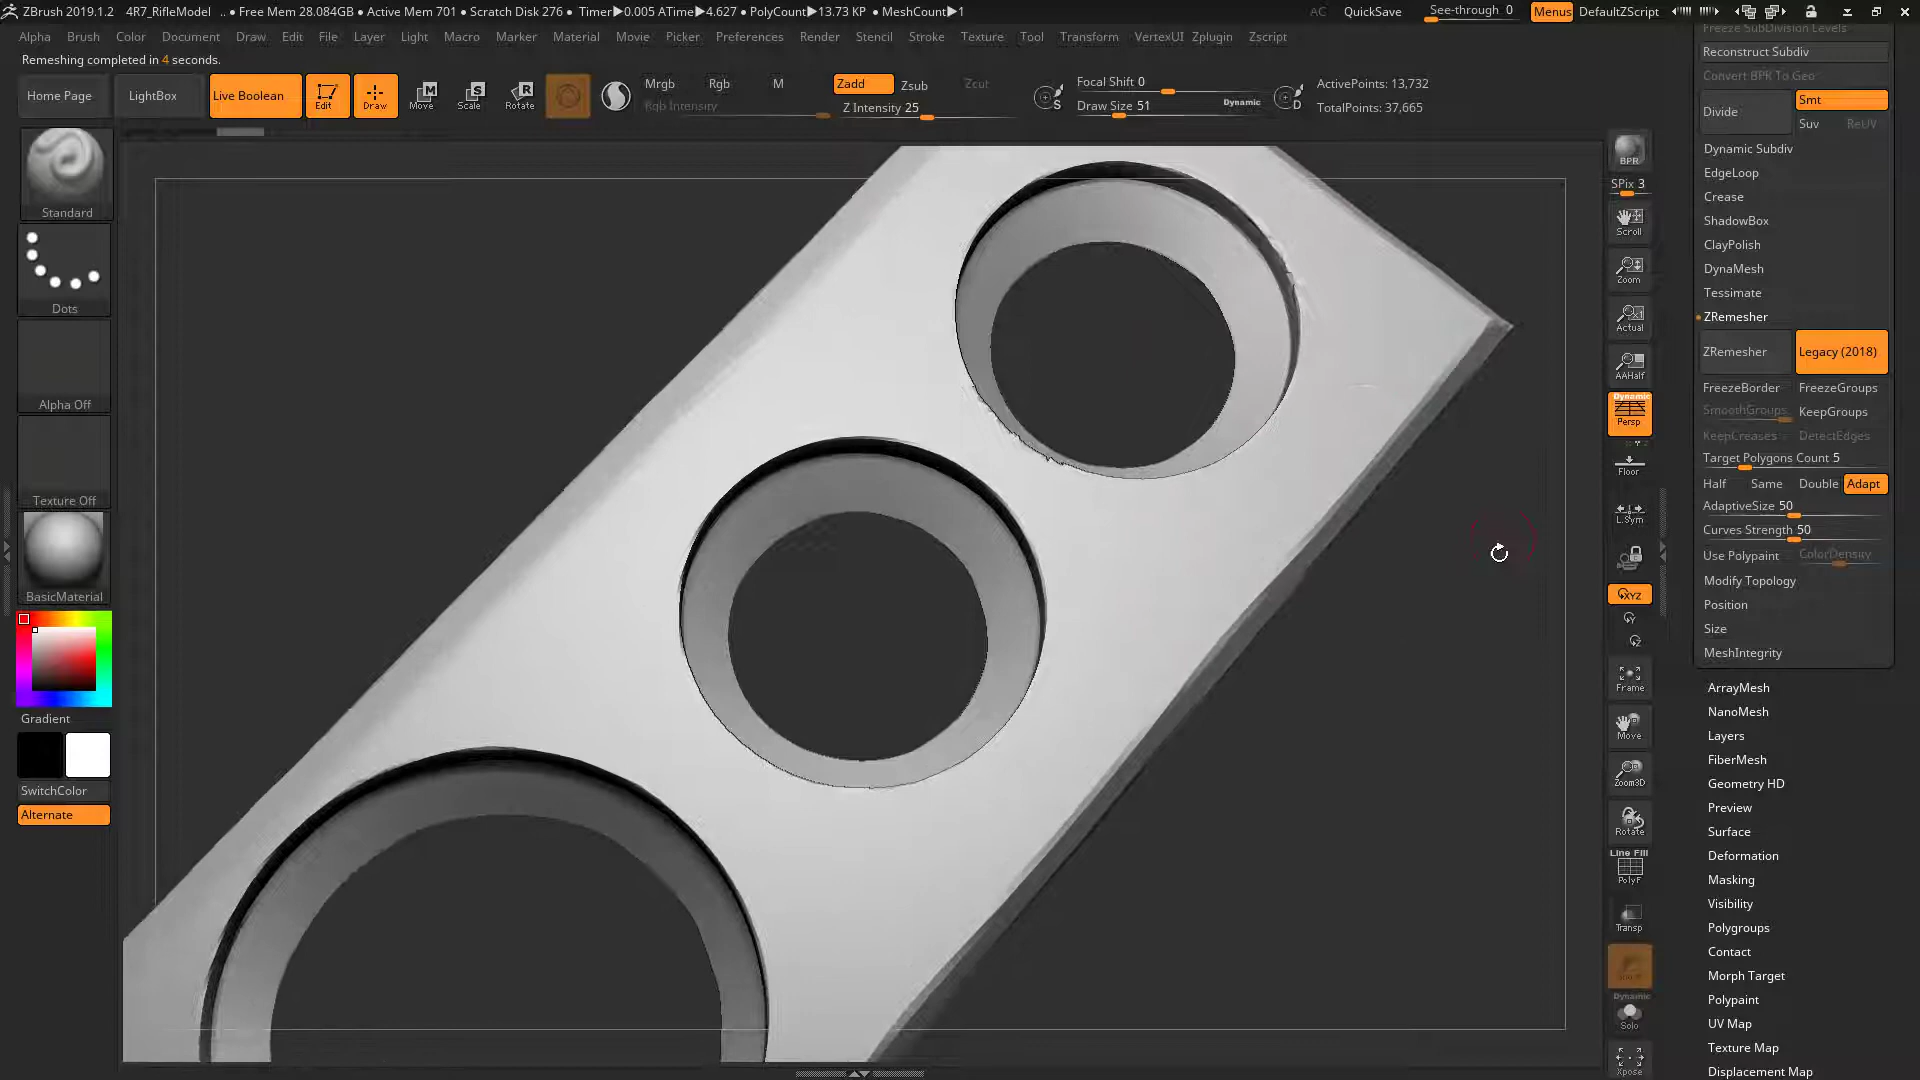 ZBrush 2019.1.2 4R7_RifleModel .. • Free Mem 28.084GB • Active Mem 701 • Scratch Disk 276 • Timer▶0.005 ATime▶4.627 • PolyCount▶13.73 KP • MeshCount▶1 AC QuickSave See-through 0 Menus DefaultZScript
Alpha Brush Color Document Draw Edit File Layer Light Macro Marker Material Movie Picker Preferences Render Stencil Stroke Texture Tool Transform VertexUI Zplugin Zscript
Remeshing completed in 4 seconds.
Home Page LightBox Live Boolean Edit Draw Move Scale Rotate
M S R
Mrgb Rgb M Zadd Zsub Zcut
Rgb Intensity Z Intensity 25
S Focal Shift 0
Draw Size 51 Dynamic D
ActivePoints: 13,732
TotalPoints: 37,665
Standard
Dots
Alpha Off
Texture Off
BasicMaterial
Gradient
SwitchColor
Alternate
BPR
SPix 3
Scroll
Zoom
Actual
AAHalf
Dynamic
Persp
Floor
L.Sym
XYZ
Y
Z
Frame
Move
Zoom3D
Rotate
Line Fill
PolyF
Transp
Dynamic
Solo
Xpose
Freeze SubDivision Levels
Reconstruct Subdiv
Convert BPR To Geo
Divide Smt
Suv ReUV
Dynamic Subdiv
EdgeLoop
Crease
ShadowBox
ClayPolish
DynaMesh
Tessimate
ZRemesher
ZRemesher Legacy (2018)
FreezeBorder FreezeGroups
SmoothGroups KeepGroups
KeepCreases DetectEdges
Target Polygons Count 5
Half Same Double Adapt
AdaptiveSize 50
Curves Strength 50
Use Polypaint ColorDensity
Modify Topology
Position
Size
MeshIntegrity
ArrayMesh
NanoMesh
Layers
FiberMesh
Geometry HD
Preview
Surface
Deformation
Masking
Visibility
Polygroups
Contact
Morph Target
Polypaint
UV Map
Texture Map
Displacement Map